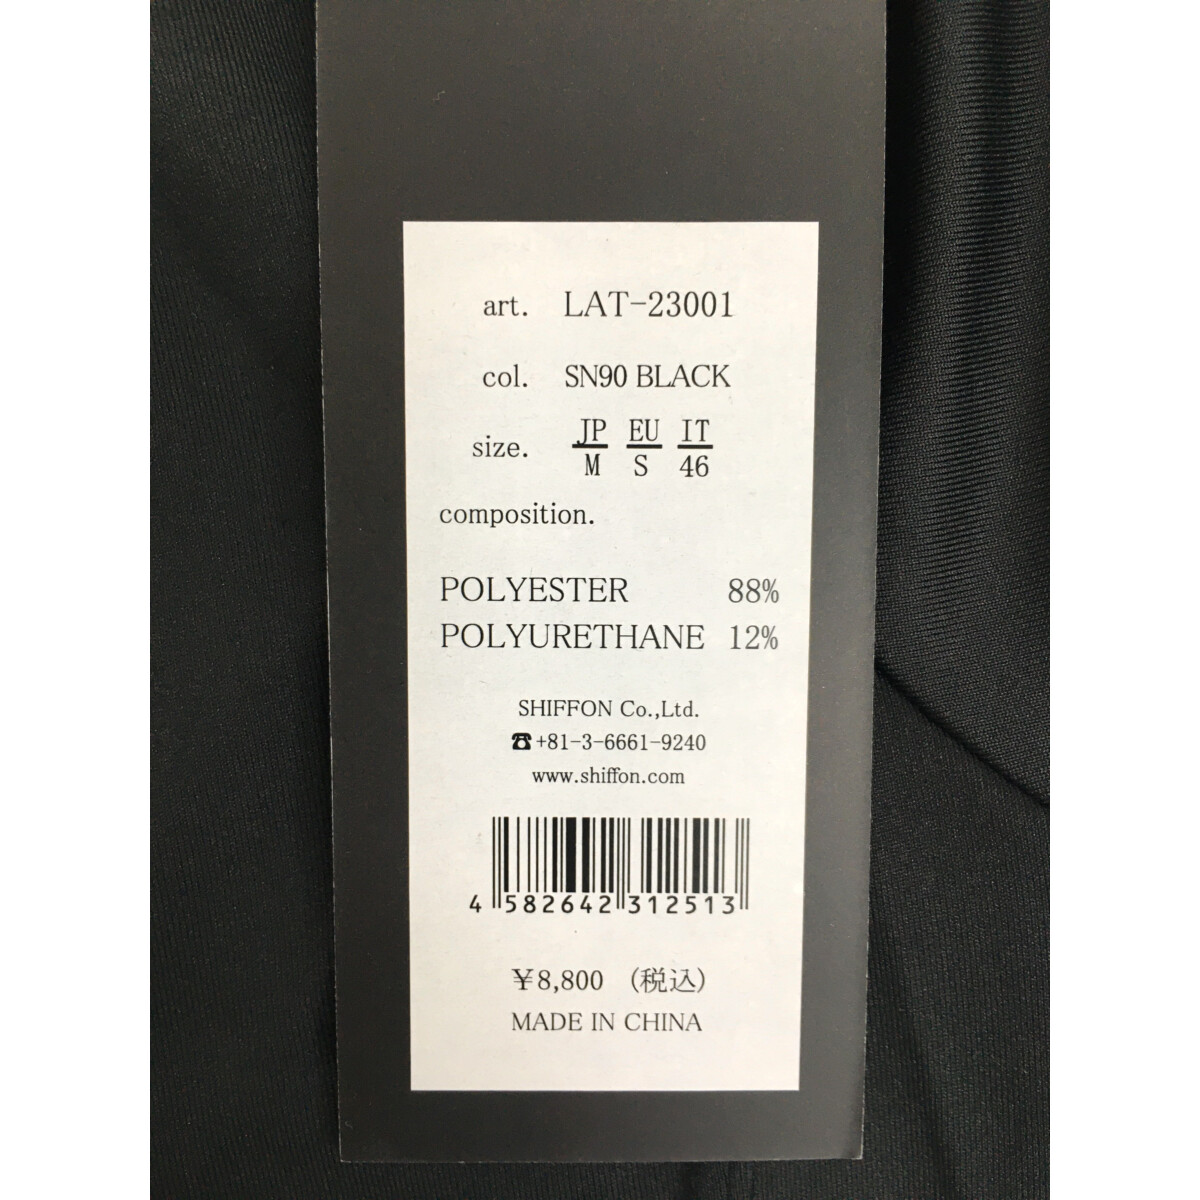 art. LAT-23001
col. SN90 BLACK
size. JP EU IT
M S 46
composition.
POLYESTER 88%
POLYURETHANE 12%
SHIFFON Co.,Ltd.
☎+81-3-6661-9240
www.shiffon.com
4 582642 312513
￥8,800 (税込)
MADE IN CHINA